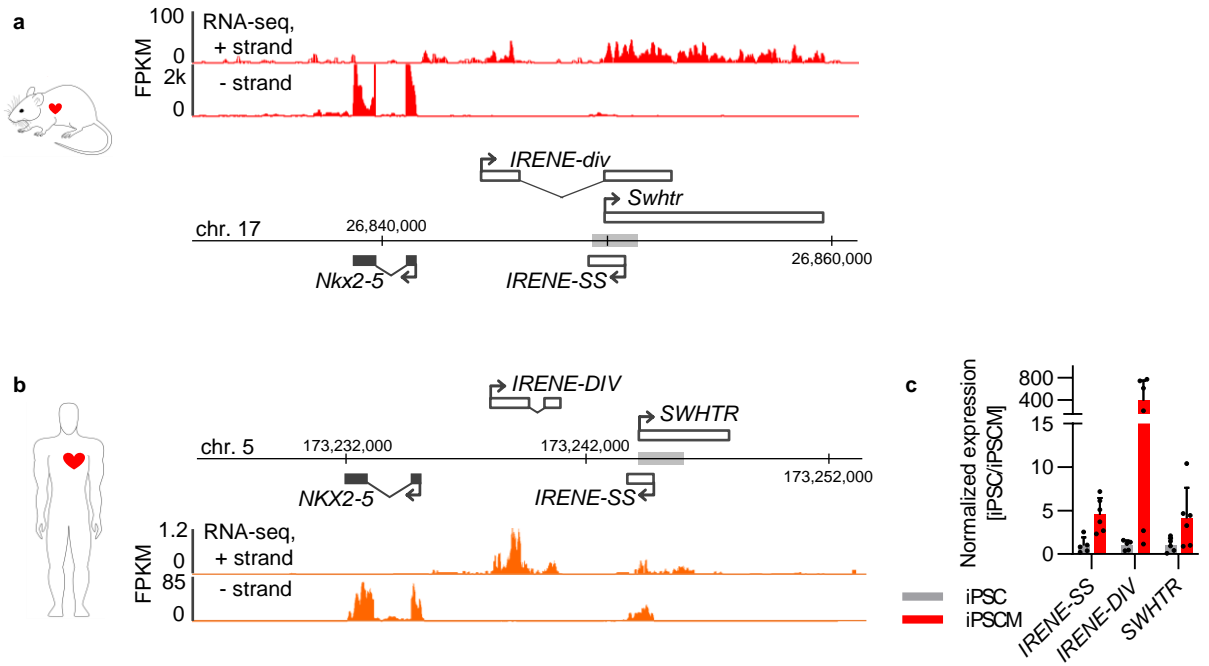 a
100
0
FPKM
RNA-seq,
+ strand
2k
0
- strand
IRENE-div
Swhtr
chr. 17
26,840,000
26,860,000
Nkx2-5
IRENE-SS
b
IRENE-DIV
SWHTR
chr. 5
173,232,000
173,242,000
173,252,000
NKX2-5
IRENE-SS
1.2
0
FPKM
RNA-seq,
+ strand
85
0
- strand
c
Normalized expression
[iPSC/iPSCM]
800
400
15
10
5
0
IRENE-SS
IRENE-DIV
SWHTR
iPSC
iPSCM